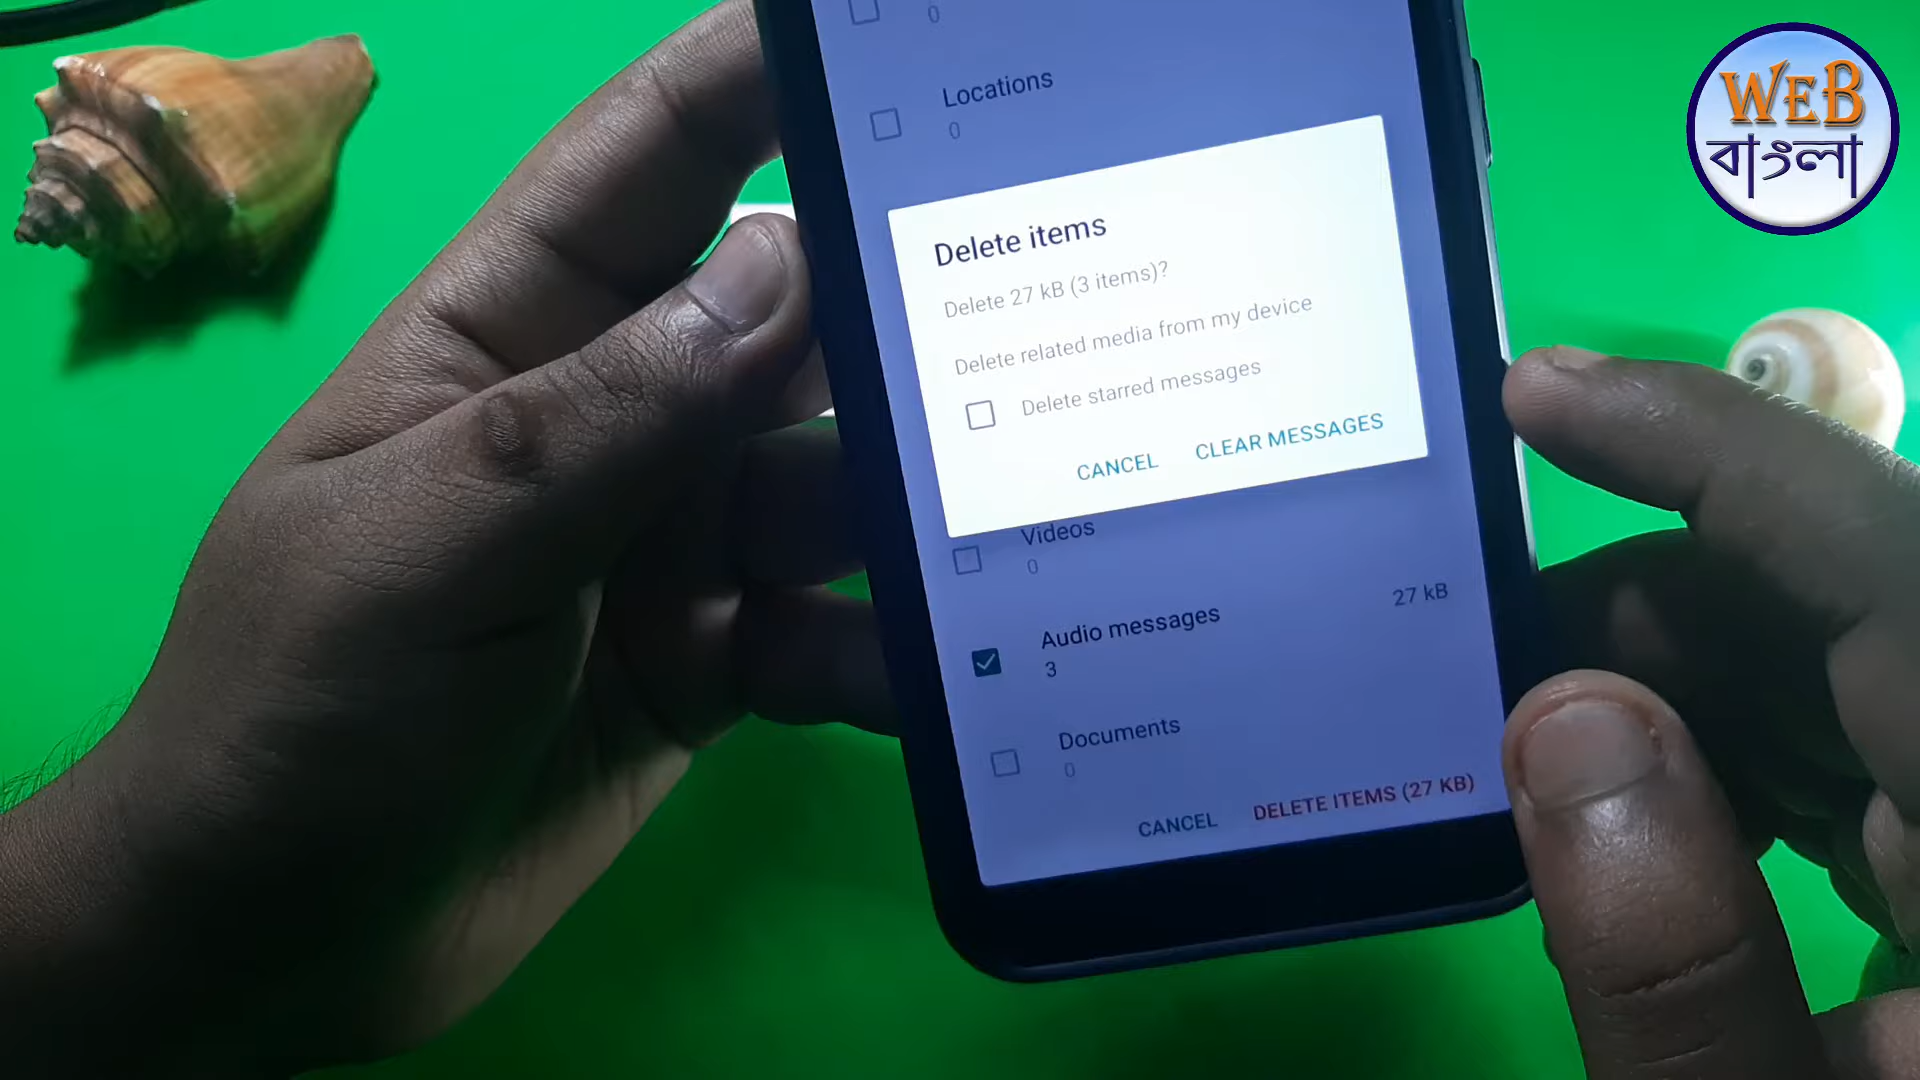 0
Locations
0
Delete items
Delete 27 kB (3 items)?
Delete related media from my device
Delete starred messages
CANCEL CLEAR MESSAGES
Videos
0
Audio messages 27 kB
3
Documents
0
CANCEL DELETE ITEMS (27 KB)
WEB
বাংলা